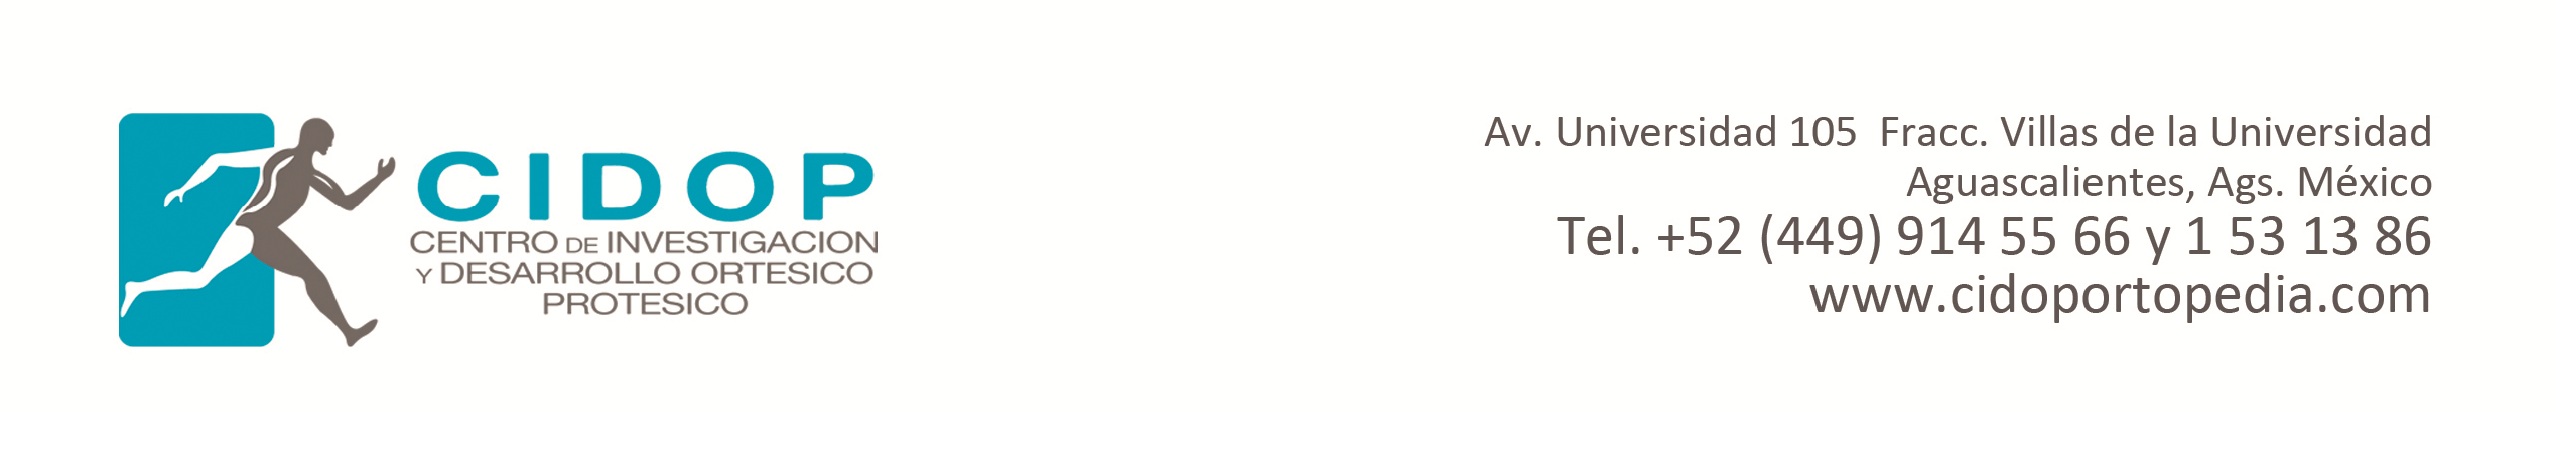 CIDOP
CENTRO DE INVESTIGACION
Y DESARROLLO ORTESICO
PROTESICO
Av. Universidad 105  Fracc. Villas de la Universidad
Aguascalientes, Ags. México
Tel. +52 (449) 914 55 66 y 1 53 13 86
www.cidoportopedia.com